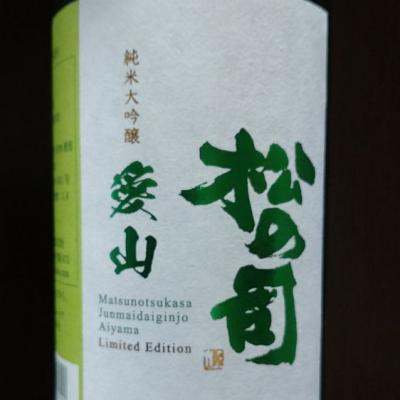 松の司
純米大吟醸
愛山
Matsunotsukasa
Junmaidaiginjo
Aiyama
Limited Edition